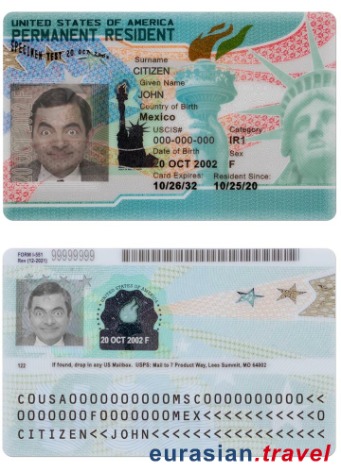 UNITED STATES OF AMERICA
PERMANENT RESIDENT
SPECIMEN TEST 20 OCT 2002
Surname
CITIZEN
Given Name
JOHN
Country of Birth
Mexico
USCIS# Category
000-000-000 IR1
Date of Birth Sex
20 OCT 2002 F
Card Expires: Resident Since:
10/26/32 10/25/20
FORM I-551 99999999
Rev (12-2021)
20 OCT 2002 F
122 If found, drop in any US Mailbox. USPS: Mail to 7 Product Way, Lees Summit, MO 64002
COUSA0000000000MSC0000000000<<
0000000F0000000MEX<<<<<<<<<<<0
CITIZEN<<JOHN<<<<<<<<<<<<<<<<<
eurasian.travel